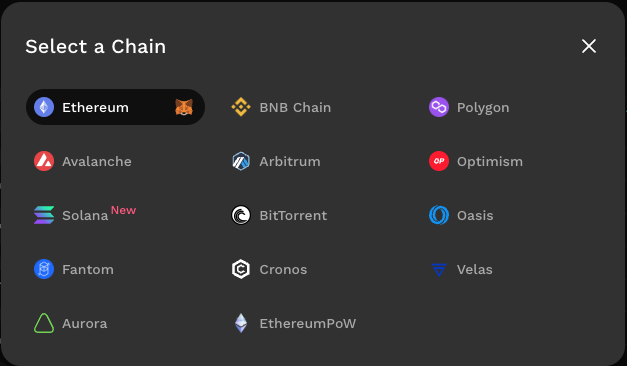 Select a Chain
Ethereum
BNB Chain
Polygon
Avalanche
Arbitrum
OP
Optimism
Solana New
BitTorrent
Oasis
Fantom
Cronos
Velas
Aurora
EthereumPoW